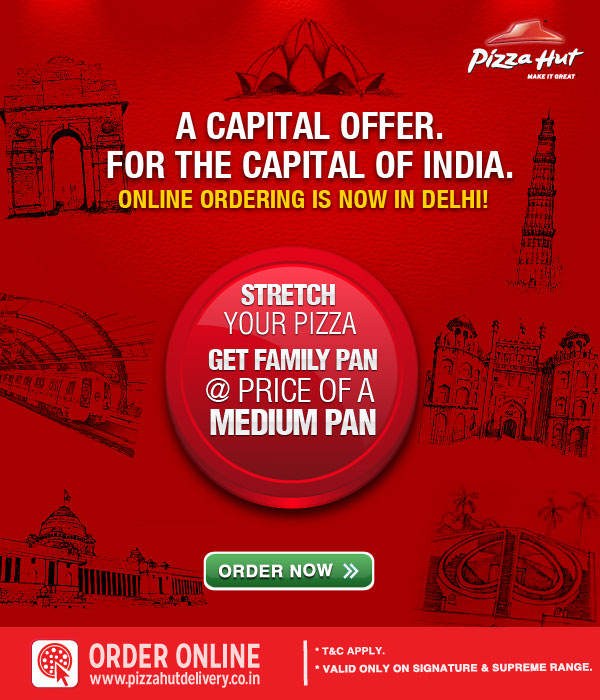 Pizza Hut
MAKE IT GREAT
A CAPITAL OFFER.
FOR THE CAPITAL OF INDIA.
ONLINE ORDERING IS NOW IN DELHI!
STRETCH
YOUR PIZZA
GET FAMILY PAN
@ PRICE OF A
MEDIUM PAN
ORDER NOW »
ORDER ONLINE
www.pizzahutdelivery.co.in
* T&C APPLY.
* VALID ONLY ON SIGNATURE & SUPREME RANGE.